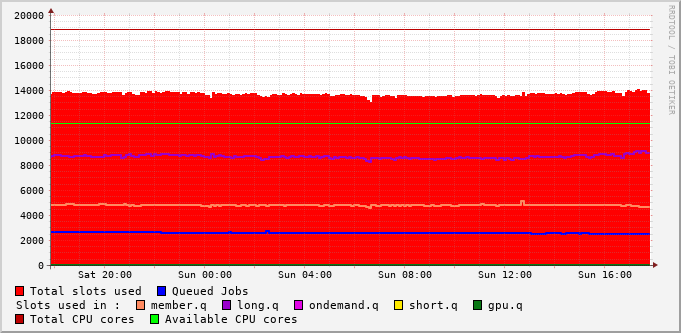 20000
18000
16000
14000
12000
10000
8000
6000
4000
2000
0
Sat 20:00 Sun 00:00 Sun 04:00 Sun 08:00 Sun 12:00 Sun 16:00
Total slots used Queued Jobs
Slots used in : member.q long.q ondemand.q short.q gpu.q
Total CPU cores Available CPU cores
RRDTOOL / TOBI OETIKER